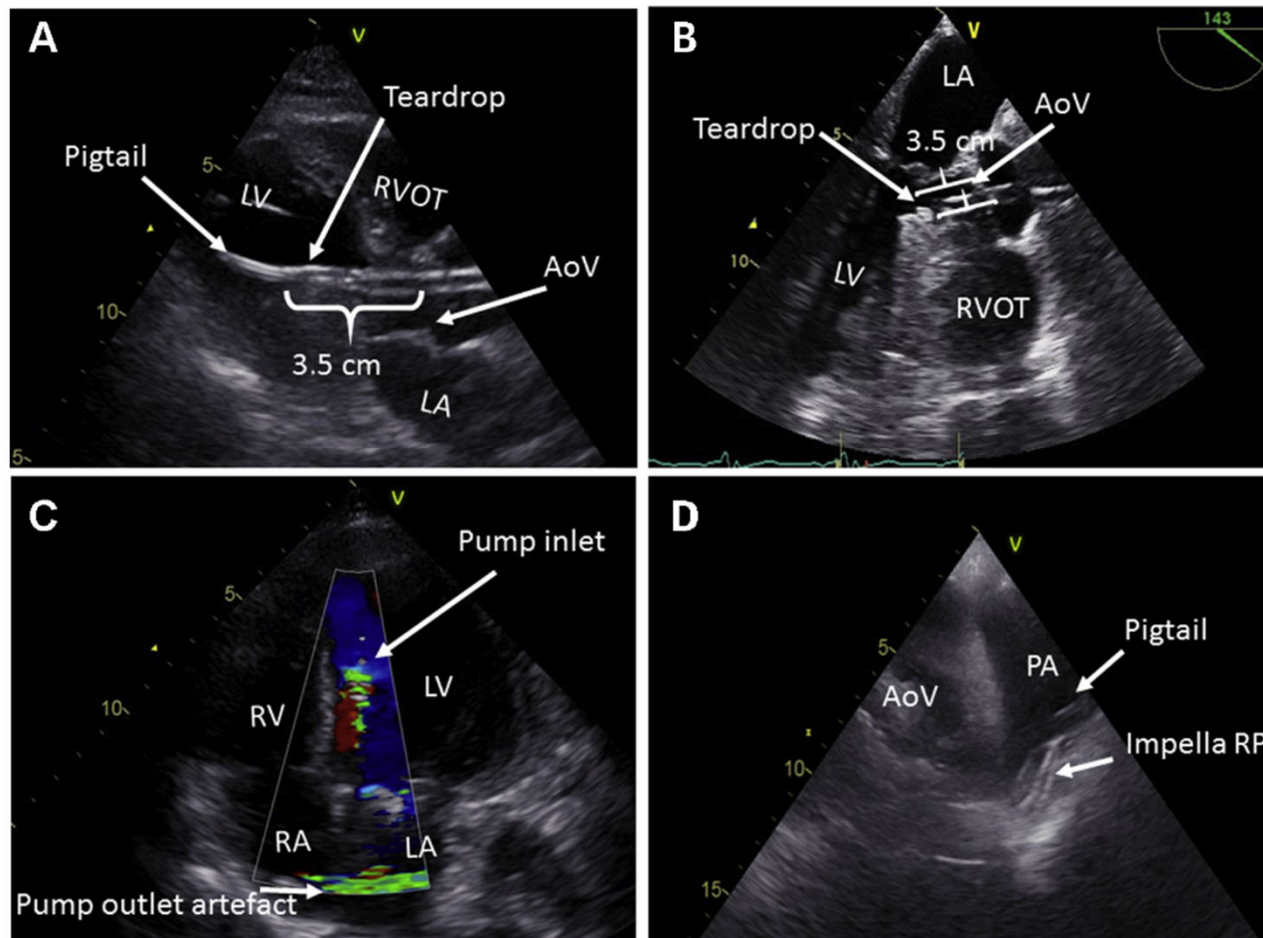 A
V
Teardrop
Pigtail
5
LV
RVOT
AoV
10
3.5 cm
LA
5
B
V
143
LA
AoV
Teardrop
5
3.5 cm
10
LV
RVOT
C
V
Pump inlet
5
LV
10
RV
RA
LA
Pump outlet artefact
D
V
5
PA
Pigtail
AoV
Impella RP
10
15